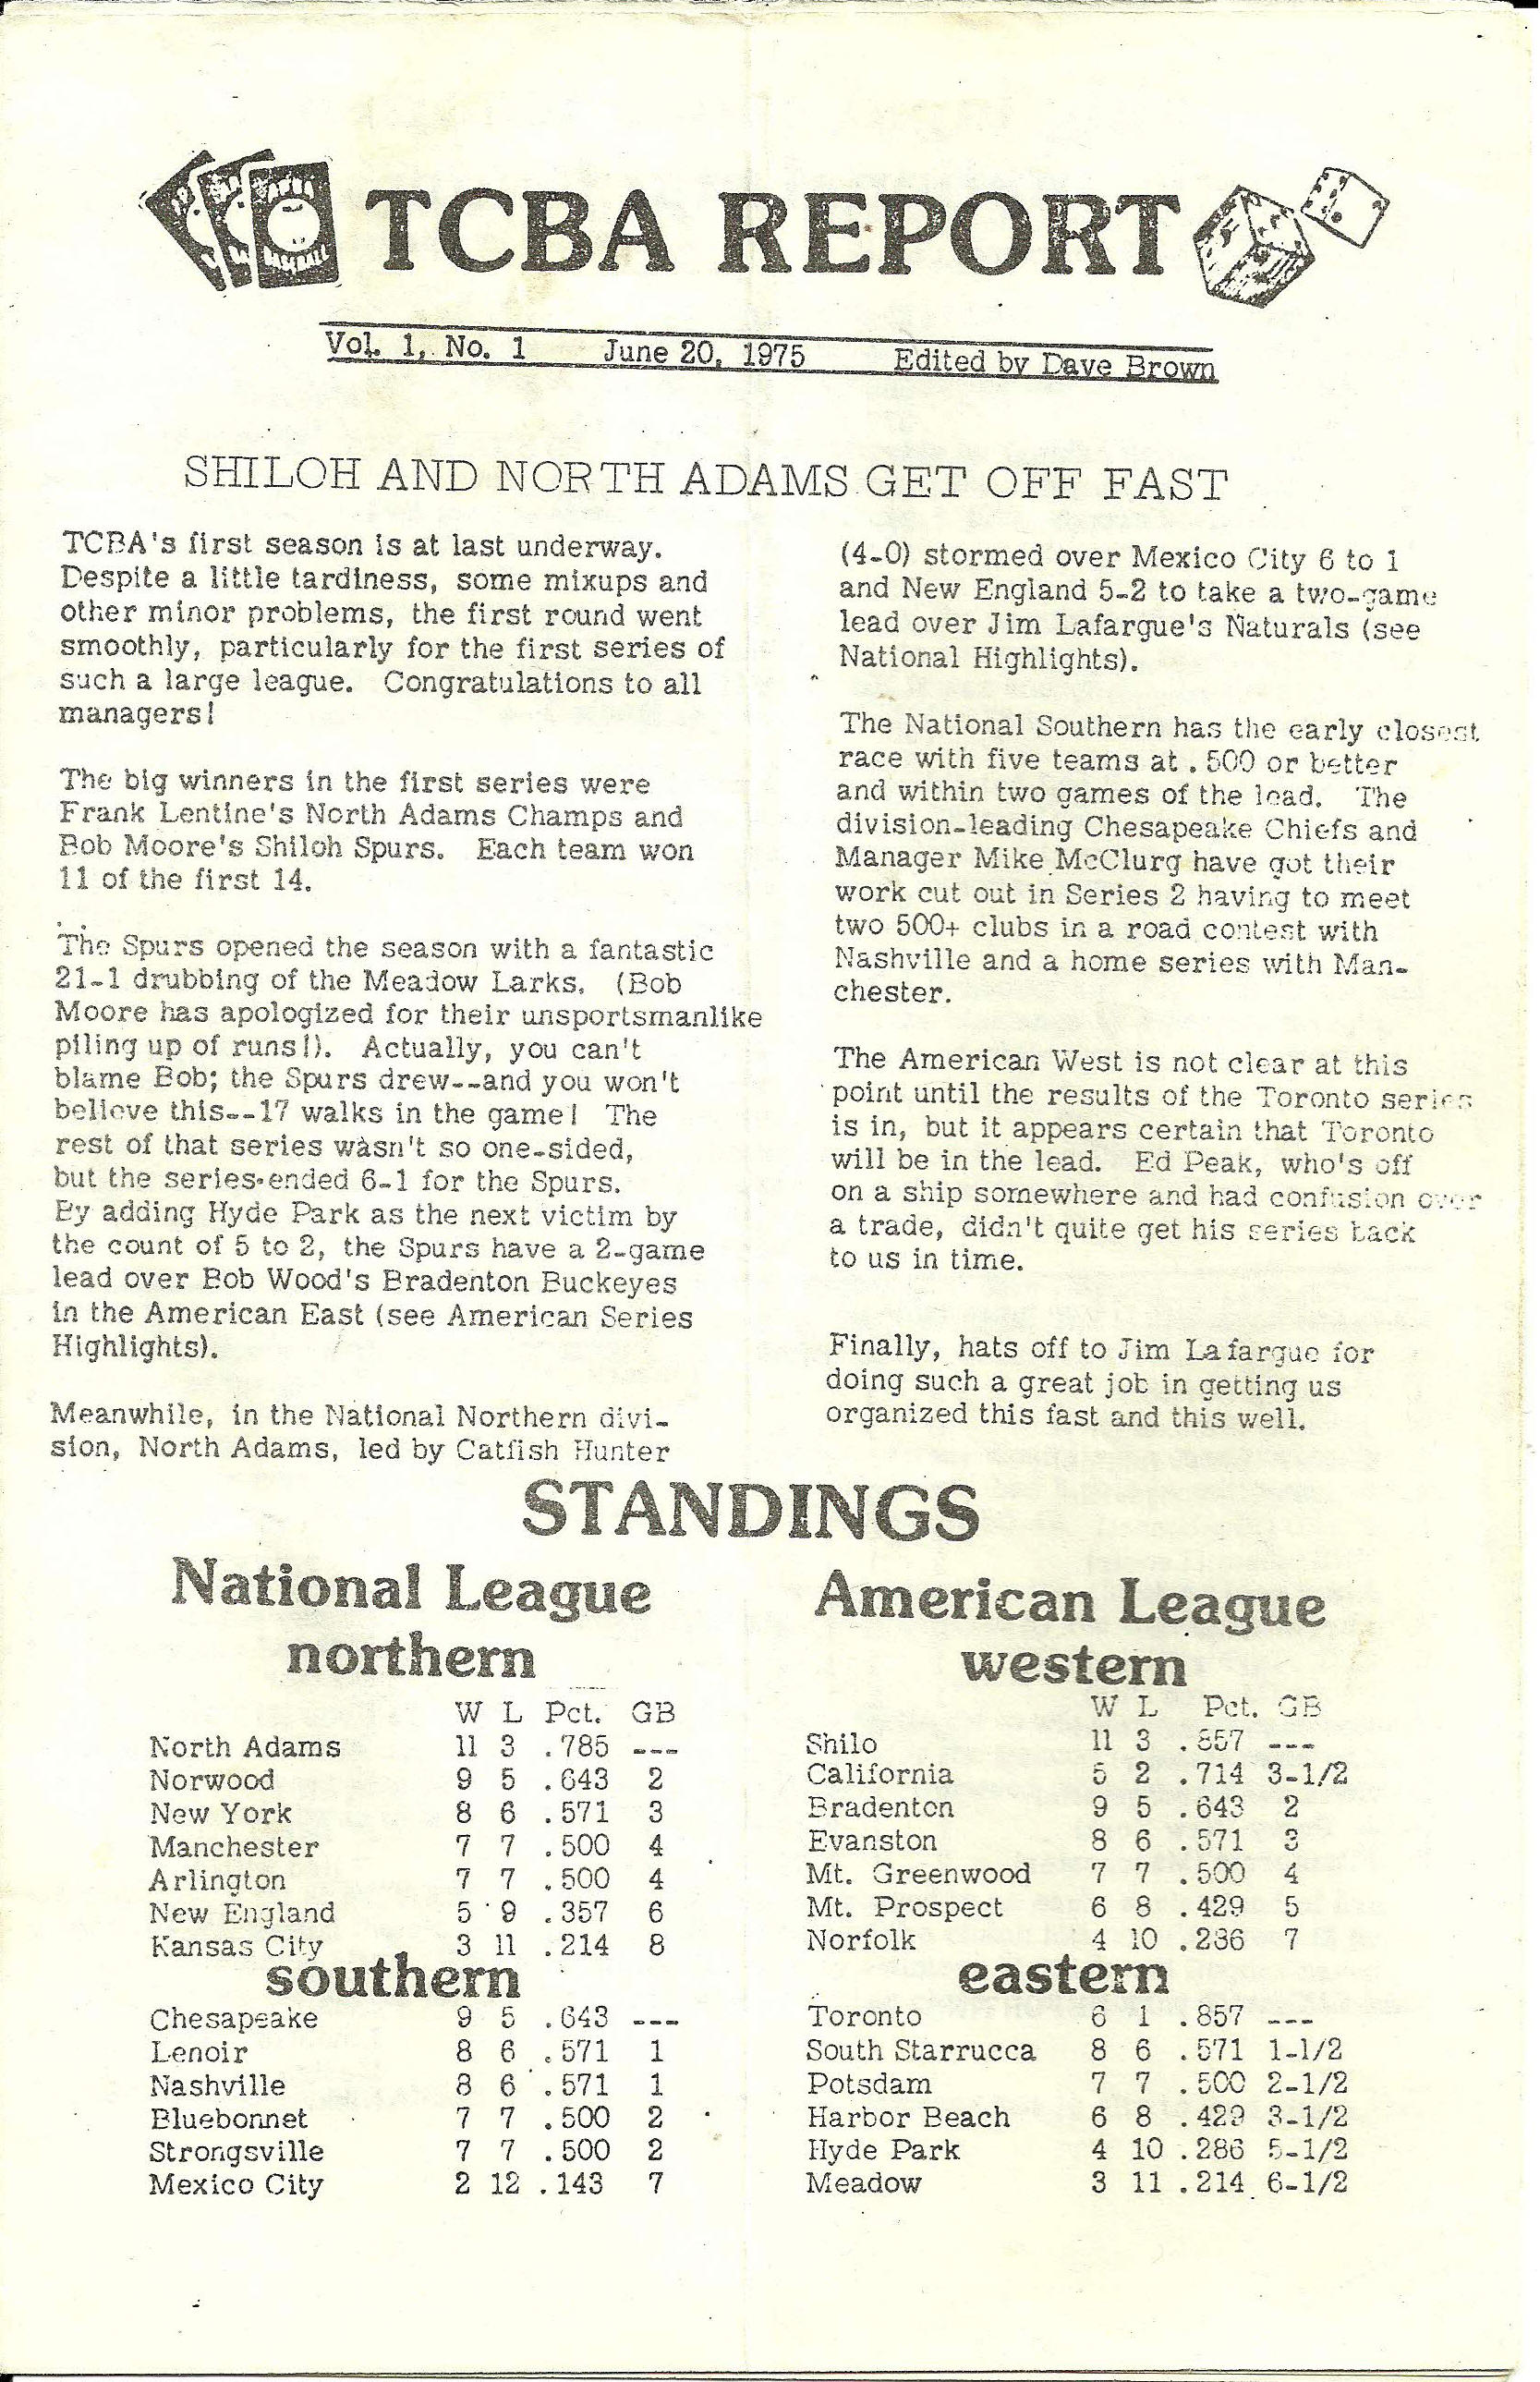 TCBA REPORT
Vol. 1, No. 1 June 20, 1975 Edited by Dave Brown
SHILOH AND NORTH ADAMS GET OFF FAST
TCBA's first season is at last underway.
Despite a little tardiness, some mixups and
other minor problems, the first round went
smoothly, particularly for the first series of
such a large league. Congratulations to all
managers!
The big winners in the first series were
Frank Lentine's North Adams Champs and
Bob Moore's Shiloh Spurs. Each team won
11 of the first 14.
The Spurs opened the season with a fantastic
21-1 drubbing of the Meadow Larks. (Bob
Moore has apologized for their unsportsmanlike
piling up of runs!). Actually, you can't
blame Bob; the Spurs drew--and you won't
believe this--17 walks in the game! The
rest of that series wasn't so one-sided,
but the series ended 6-1 for the Spurs.
By adding Hyde Park as the next victim by
the count of 5 to 2, the Spurs have a 2-game
lead over Bob Wood's Bradenton Buckeyes
in the American East (see American Series
Highlights).
Meanwhile, in the National Northern divi-
sion, North Adams, led by Catfish Hunter
(4-0) stormed over Mexico City 6 to 1
and New England 5-2 to take a two-game
lead over Jim Lafargue's Naturals (see
National Highlights).
The National Southern has the early closest
race with five teams at .500 or better
and within two games of the lead. The
division-leading Chesapeake Chiefs and
Manager Mike McClurg have got their
work cut out in Series 2 having to meet
two 500+ clubs in a road contest with
Nashville and a home series with Man-
chester.
The American West is not clear at this
point until the results of the Toronto series
is in, but it appears certain that Toronto
will be in the lead. Ed Peak, who's off
on a ship somewhere and had confusion over
a trade, didn't quite get his series back
to us in time.
Finally, hats off to Jim Lafargue for
doing such a great job in getting us
organized this fast and this well.
STANDINGS
National League
northern
W L Pct. GB
North Adams 11 3 .785 ---
Norwood 9 5 .643 2
New York 8 6 .571 3
Manchester 7 7 .500 4
Arlington 7 7 .500 4
New England 5 9 .357 6
Kansas City 3 11 .214 8
southern
Chesapeake 9 5 .643 ---
Lenoir 8 6 .571 1
Nashville 8 6 .571 1
Bluebonnet 7 7 .500 2
Strongsville 7 7 .500 2
Mexico City 2 12 .143 7
American League
western
W L Pct. GB
Shilo 11 3 .857 ---
California 5 2 .714 3-1/2
Bradenton 9 5 .643 2
Evanston 8 6 .571 3
Mt. Greenwood 7 7 .500 4
Mt. Prospect 6 8 .429 5
Norfolk 4 10 .286 7
eastern
Toronto 6 1 .857 ---
South Starrucca 8 6 .571 1-1/2
Potsdam 7 7 .500 2-1/2
Harbor Beach 6 8 .429 3-1/2
Hyde Park 4 10 .286 5-1/2
Meadow 3 11 .214 6-1/2